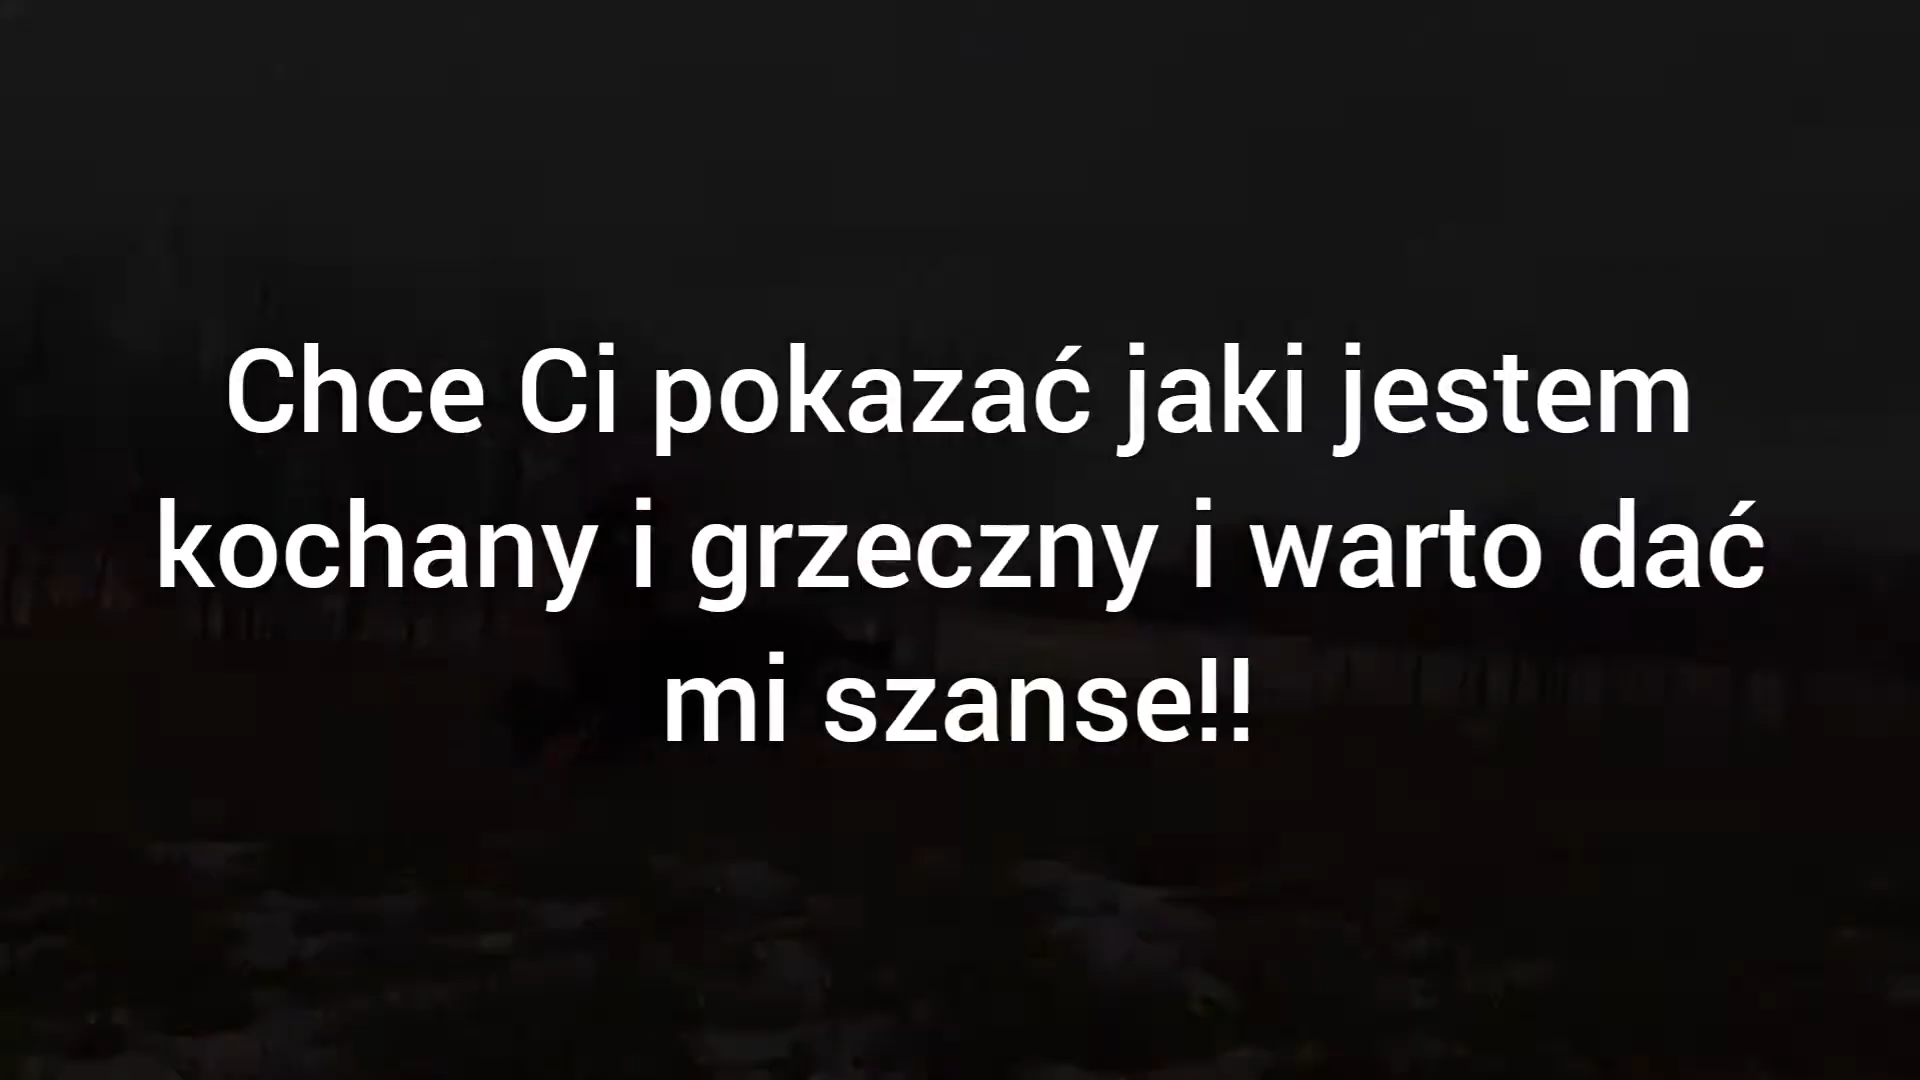 Chce Ci pokazać jaki jestem
kochany i grzeczny i warto dać
mi szanse!!